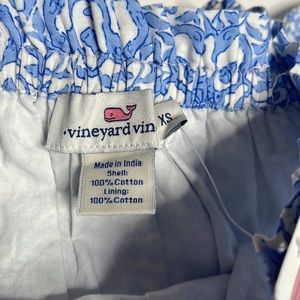 ·vineyard vin
XS
Made in India
Shell:
100% Cotton
Lining:
100% Cotton